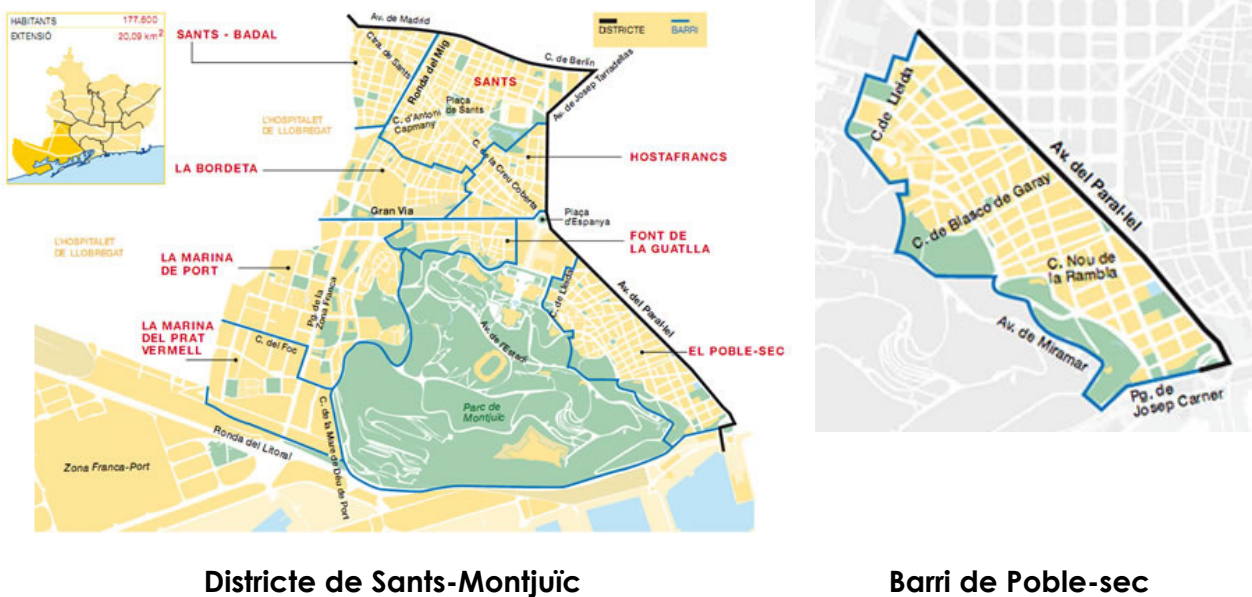 HABITANTS 177.600
EXTENSIÓ 20,09 km2
SANTS - BADAL
Av. de Madrid
DISTRICTE
BARRI
Ctra. de Sants
Ronda del Mig
C. de Berlín
SANTS
Av. de Josep Tarradellas
Plaça
de Sants
C. d'Antoni
Capmany
L'HOSPITALET
DE LLOBREGAT
C. de la Creu Coberta
HOSTAFRANCS
LA BORDETA
Gran Via
Plaça
d'Espanya
L'HOSPITALET
DE LLOBREGAT
FONT DE
LA GUATLLA
LA MARINA
DE PORT
Pg. de la
Zona Franca
C. de Lleida
Av. del Paral·lel
LA MARINA
DEL PRAT
VERMELL
C. del Foc
Av. de l'Estadi
EL POBLE-SEC
Parc de
Montjuïc
C. de la Mare de Déu de Port
Ronda del Litoral
Zona Franca-Port
Districte de Sants-Montjuïc
C. de Lleida
Av. del Paral·lel
C. de Blasco de Garay
C. Nou de
la Rambla
Av. de Miramar
Pg. de
Josep Carner
Barri de Poble-sec